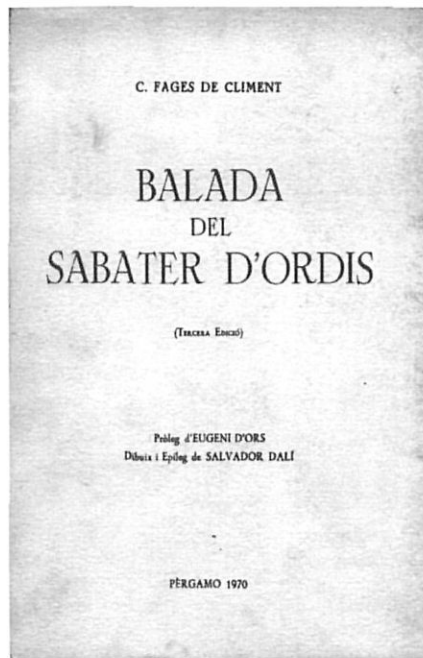 C. FAGES DE CLIMENT
BALADA
DEL
SABATER D'ORDIS
(Tercera Edició)
Pròleg d'EUGENI D'ORS
Dibuix i Epíleg de SALVADOR DALÍ
PÈRGAMO 1970